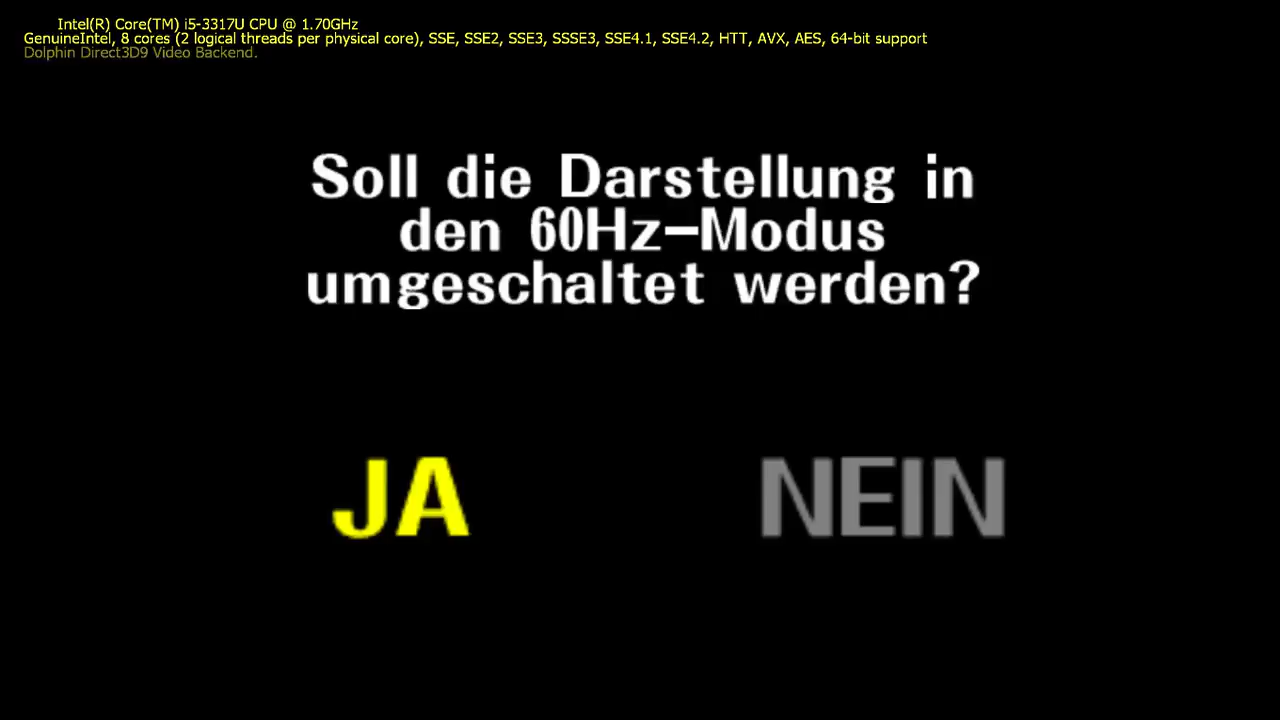 Intel(R) Core(TM) i5-3317U CPU @ 1.70GHz
GenuineIntel, 8 cores (2 logical threads per physical core), SSE, SSE2, SSE3, SSSE3, SSE4.1, SSE4.2, HTT, AVX, AES, 64-bit support
Dolphin Direct3D9 Video Backend.
Soll die Darstellung in
den 60Hz-Modus
umgeschaltet werden?
JA NEIN